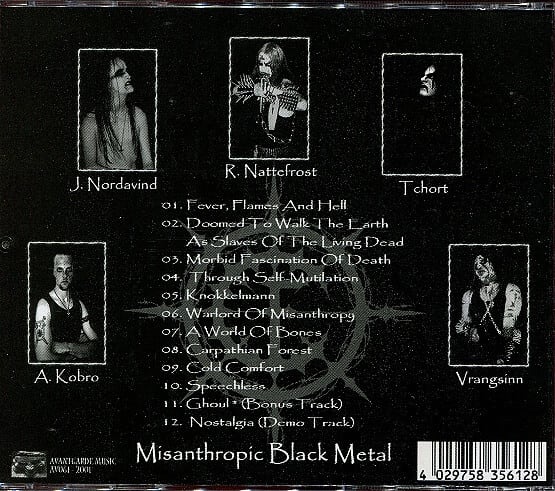 J. Nordavind
R. Nattefrost
Tchort
01. Fever, Flames And Hell
02. Doomed To Walk The Earth
As Slaves Of The Living Dead
03. Morbid Fascination Of Death
04. Through Self-Mutilation
05. Knokkelmann
06. Warlord Of Misanthropy
07. A World Of Bones
08. Carpathian Forest
09. Cold Comfort
10. Speechless
11. Ghoul * (Bonus Track)
12. Nostalgia (Demo Track)
A. Kobro
Vrangsinn
Misanthropic Black Metal
AVANTGARDE MUSIC
AV061 - 2001
4 029758 356128